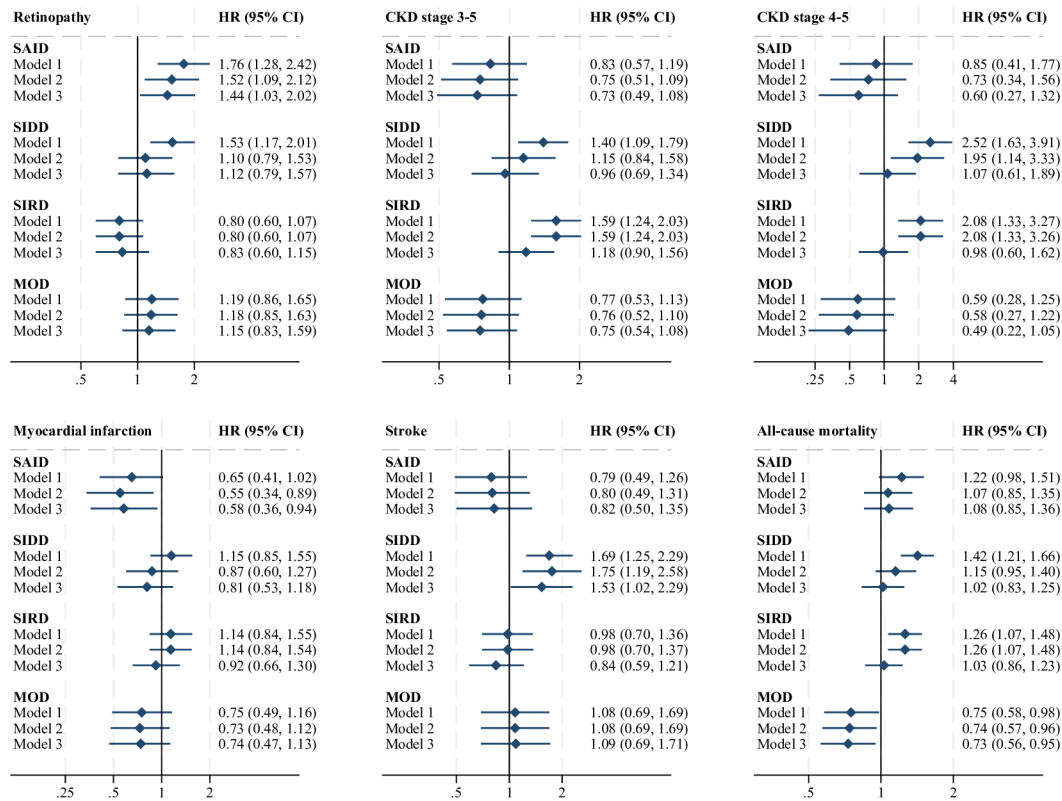 Retinopathy HR (95% CI)
SAID
Model 1 1.76 (1.28, 2.42)
Model 2 1.52 (1.09, 2.12)
Model 3 1.44 (1.03, 2.02)
SIDD
Model 1 1.53 (1.17, 2.01)
Model 2 1.10 (0.79, 1.53)
Model 3 1.12 (0.79, 1.57)
SIRD
Model 1 0.80 (0.60, 1.07)
Model 2 0.80 (0.60, 1.07)
Model 3 0.83 (0.60, 1.15)
MOD
Model 1 1.19 (0.86, 1.65)
Model 2 1.18 (0.85, 1.63)
Model 3 1.15 (0.83, 1.59)
.5 1 2
CKD stage 3-5 HR (95% CI)
SAID
Model 1 0.83 (0.57, 1.19)
Model 2 0.75 (0.51, 1.09)
Model 3 0.73 (0.49, 1.08)
SIDD
Model 1 1.40 (1.09, 1.79)
Model 2 1.15 (0.84, 1.58)
Model 3 0.96 (0.69, 1.34)
SIRD
Model 1 1.59 (1.24, 2.03)
Model 2 1.59 (1.24, 2.03)
Model 3 1.18 (0.90, 1.56)
MOD
Model 1 0.77 (0.53, 1.13)
Model 2 0.76 (0.52, 1.10)
Model 3 0.75 (0.54, 1.08)
.5 1 2
CKD stage 4-5 HR (95% CI)
SAID
Model 1 0.85 (0.41, 1.77)
Model 2 0.73 (0.34, 1.56)
Model 3 0.60 (0.27, 1.32)
SIDD
Model 1 2.52 (1.63, 3.91)
Model 2 1.95 (1.14, 3.33)
Model 3 1.07 (0.61, 1.89)
SIRD
Model 1 2.08 (1.33, 3.27)
Model 2 2.08 (1.33, 3.26)
Model 3 0.98 (0.60, 1.62)
MOD
Model 1 0.59 (0.28, 1.25)
Model 2 0.58 (0.27, 1.22)
Model 3 0.49 (0.22, 1.05)
.25 .5 1 2 4
Myocardial infarction HR (95% CI)
SAID
Model 1 0.65 (0.41, 1.02)
Model 2 0.55 (0.34, 0.89)
Model 3 0.58 (0.36, 0.94)
SIDD
Model 1 1.15 (0.85, 1.55)
Model 2 0.87 (0.60, 1.27)
Model 3 0.81 (0.53, 1.18)
SIRD
Model 1 1.14 (0.84, 1.55)
Model 2 1.14 (0.84, 1.54)
Model 3 0.92 (0.66, 1.30)
MOD
Model 1 0.75 (0.49, 1.16)
Model 2 0.73 (0.48, 1.12)
Model 3 0.74 (0.47, 1.13)
.25 .5 1 2
Stroke HR (95% CI)
SAID
Model 1 0.79 (0.49, 1.26)
Model 2 0.80 (0.49, 1.31)
Model 3 0.82 (0.50, 1.35)
SIDD
Model 1 1.69 (1.25, 2.29)
Model 2 1.75 (1.19, 2.58)
Model 3 1.53 (1.02, 2.29)
SIRD
Model 1 0.98 (0.70, 1.36)
Model 2 0.98 (0.70, 1.37)
Model 3 0.84 (0.59, 1.21)
MOD
Model 1 1.08 (0.69, 1.69)
Model 2 1.08 (0.69, 1.69)
Model 3 1.09 (0.69, 1.71)
.5 1 2
All-cause mortality HR (95% CI)
SAID
Model 1 1.22 (0.98, 1.51)
Model 2 1.07 (0.85, 1.35)
Model 3 1.08 (0.85, 1.36)
SIDD
Model 1 1.42 (1.21, 1.66)
Model 2 1.15 (0.95, 1.40)
Model 3 1.02 (0.83, 1.25)
SIRD
Model 1 1.26 (1.07, 1.48)
Model 2 1.26 (1.07, 1.48)
Model 3 1.03 (0.86, 1.23)
MOD
Model 1 0.75 (0.58, 0.98)
Model 2 0.74 (0.57, 0.96)
Model 3 0.73 (0.56, 0.95)
.5 1 2